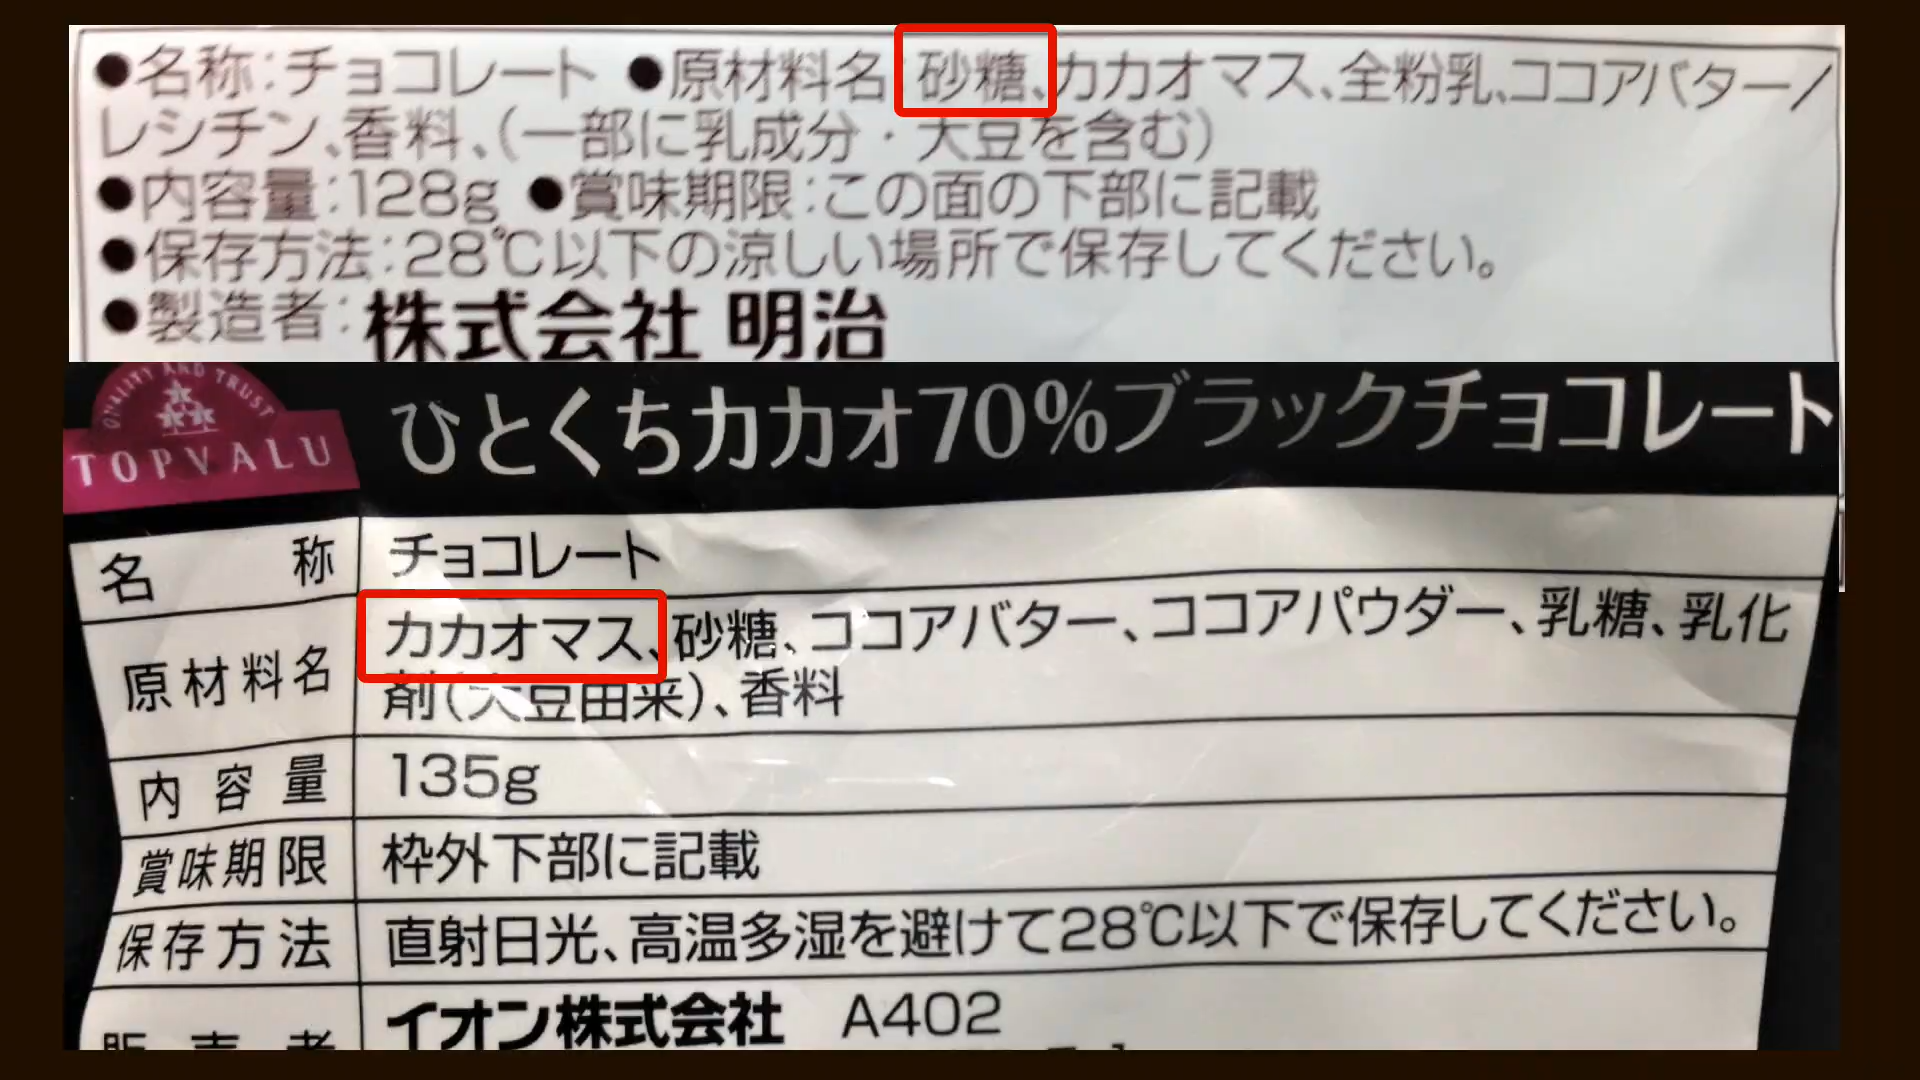 ●名称:チョコレート ●原材料名:砂糖、カカオマス、全粉乳、ココアバター/
レシチン、香料、(一部に乳成分・大豆を含む)
●内容量:128g ●賞味期限:この面の下部に記載
●保存方法:28℃以下の涼しい場所で保存してください。
●製造者:株式会社 明治
QUALITY AND TRUST
TOPVALU
ひとくちカカオ70%ブラックチョコレート
名称 チョコレート
原材料名 カカオマス、砂糖、ココアバター、ココアパウダー、乳糖、乳化
剤(大豆由来)、香料
内容量 135g
賞味期限 枠外下部に記載
保存方法 直射日光、高温多湿を避けて28℃以下で保存してください。
販売者 イオン株式会社 A402